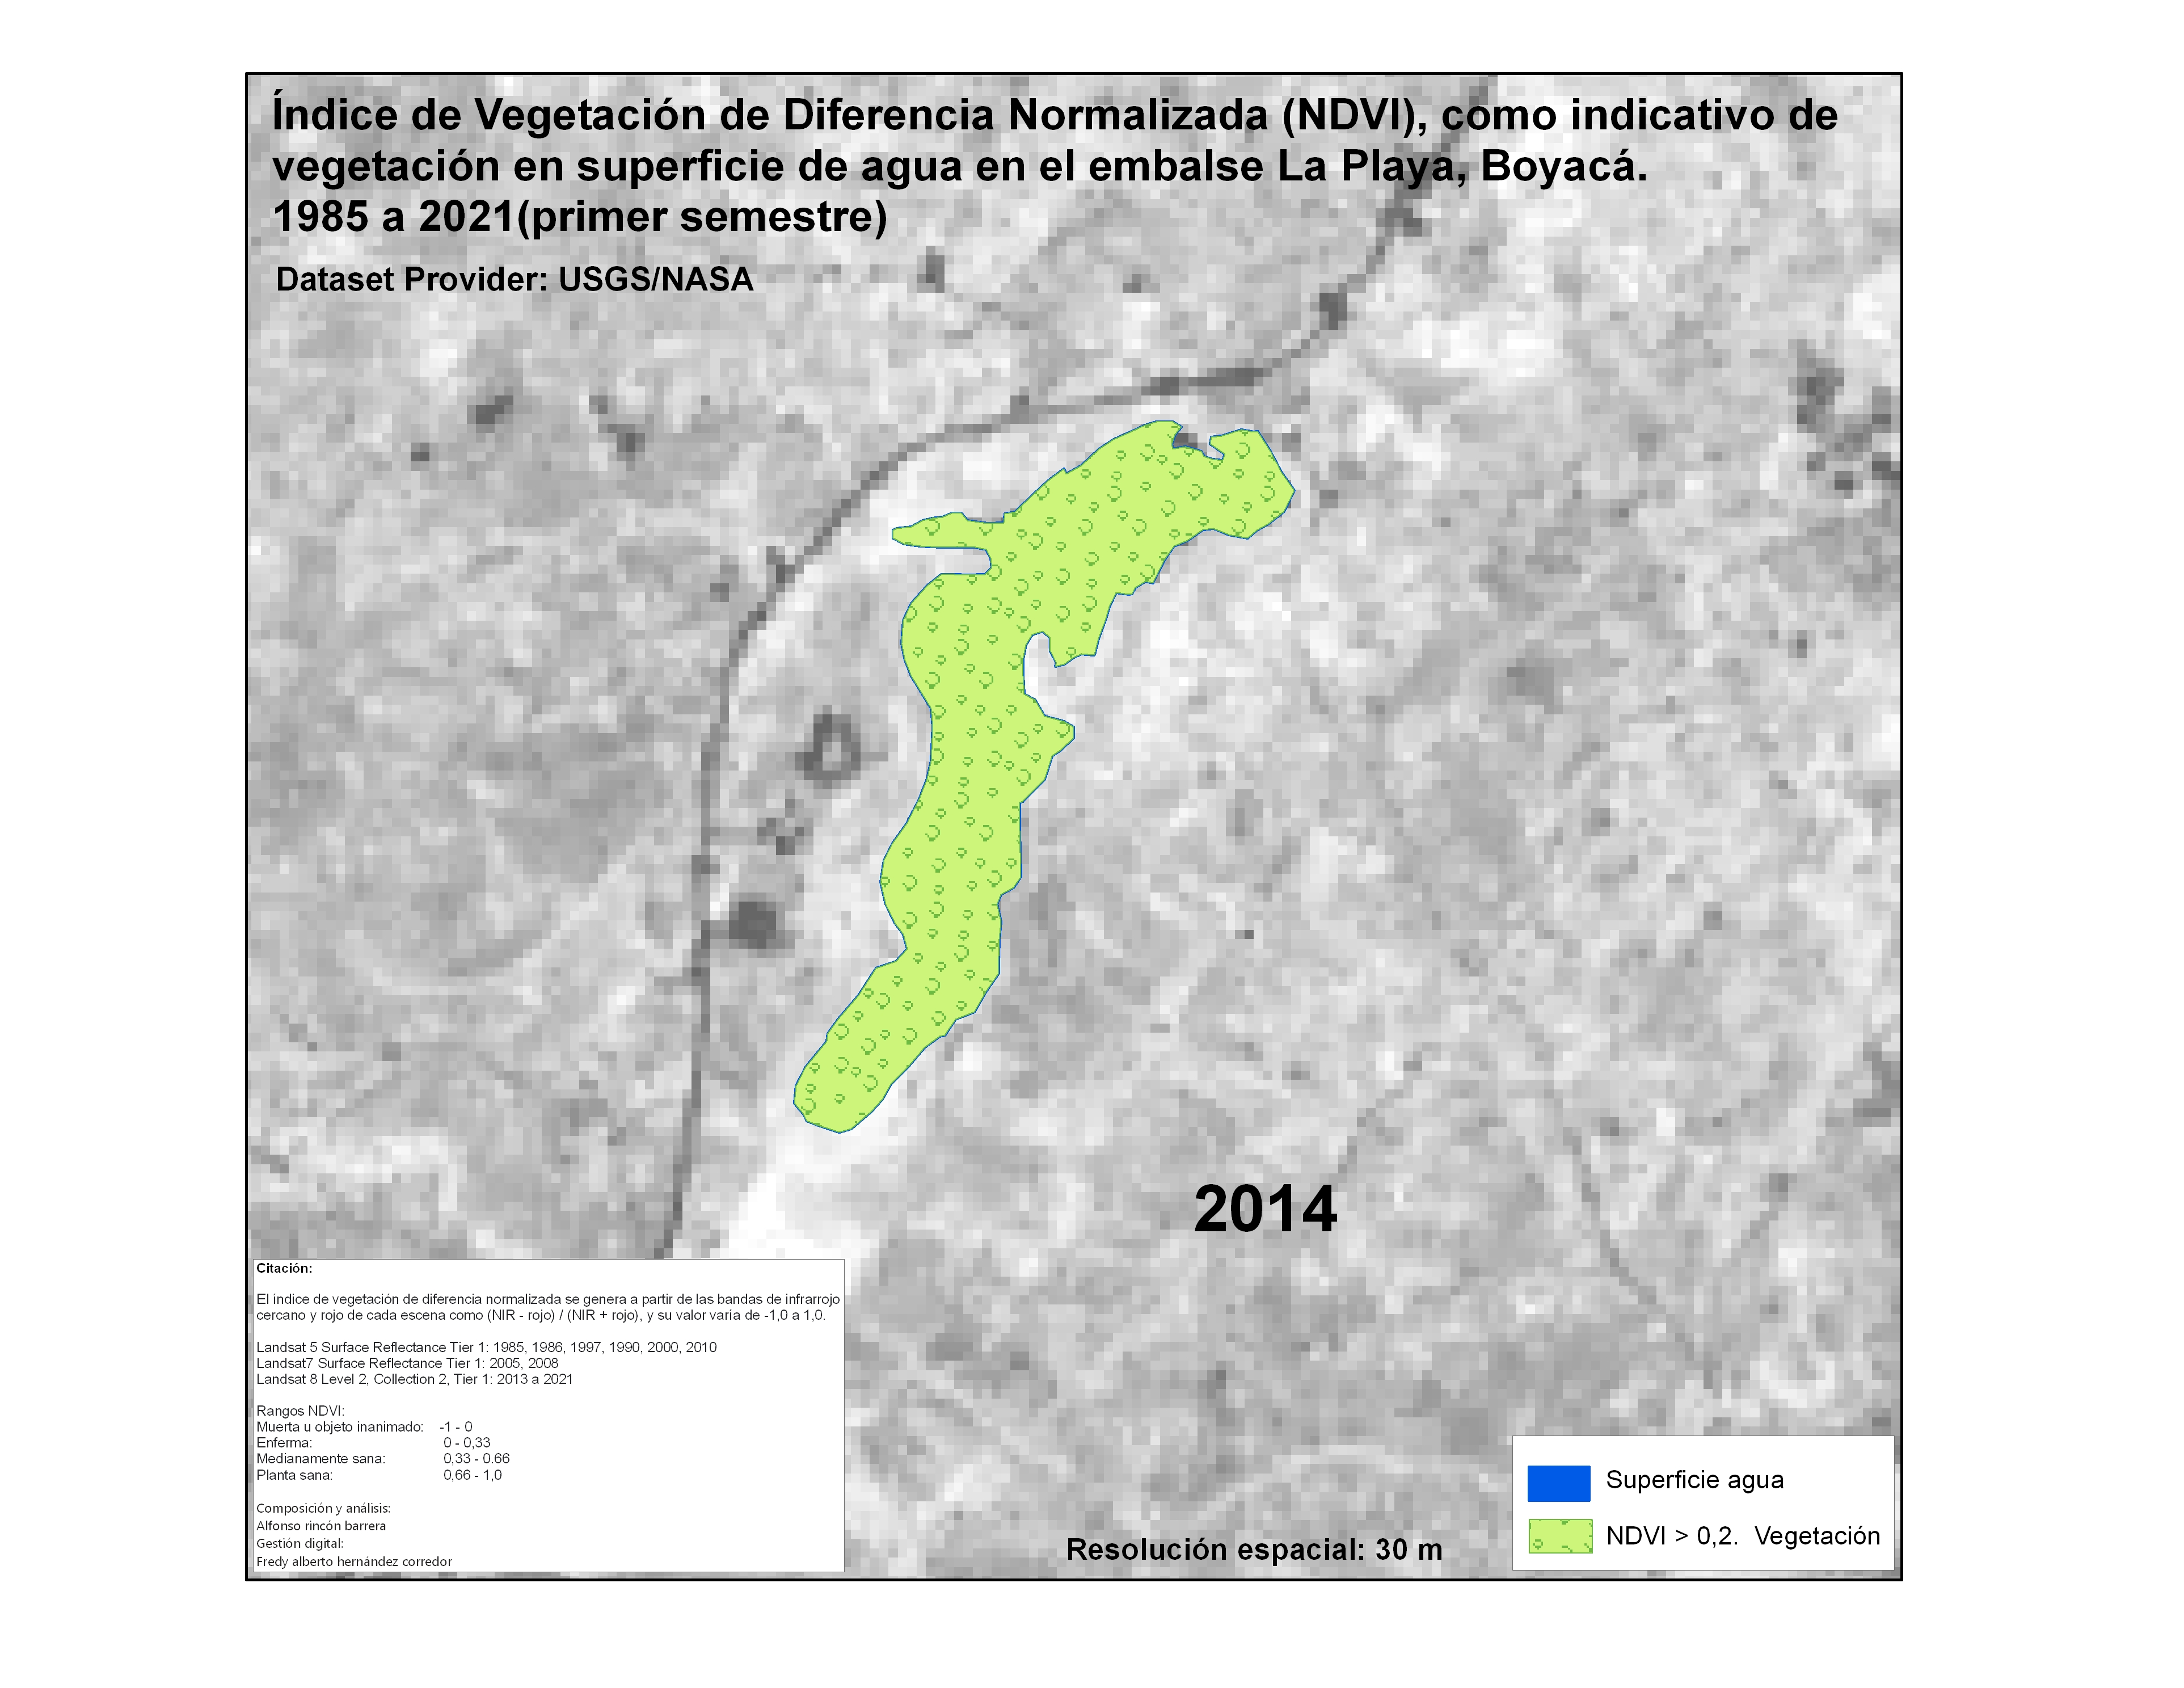 Índice de Vegetación de Diferencia Normalizada (NDVI), como indicativo de
vegetación en superficie de agua en el embalse La Playa, Boyacá.
1985 a 2021(primer semestre)
Dataset Provider: USGS/NASA
2014
Citación:
El indice de vegetación de diferencia normalizada se genera a partir de las bandas de infrarrojo
cercano y rojo de cada escena como (NIR - rojo) / (NIR + rojo), y su valor varia de -1,0 a 1,0.
Landsat 5 Surface Reflectance Tier 1: 1985, 1986, 1997, 1990, 2000, 2010
Landsat7 Surface Reflectance Tier 1: 2005, 2008
Landsat 8 Level 2, Collection 2, Tier 1: 2013 a 2021
Rangos NDVI:
Muerta u objeto inanimado: -1 - 0
Enferma: 0 - 0,33
Medianamente sana: 0,33 - 0.66
Planta sana: 0,66 - 1,0
Composición y análisis:
Alfonso rincón barrera
Gestión digital:
Fredy alberto hernández corredor
Resolución espacial: 30 m
Superficie agua
NDVI > 0,2. Vegetación